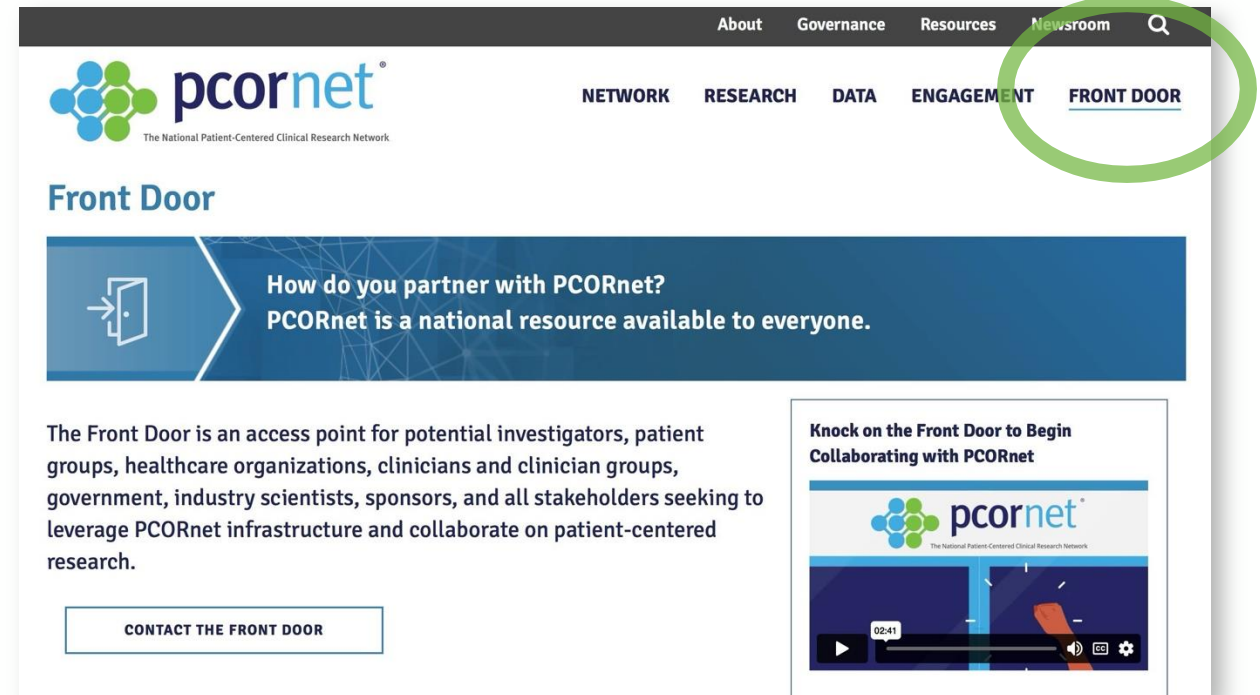 About Governance Resources Newsroom
pcornet®
The National Patient-Centered Clinical Research Network
NETWORK RESEARCH DATA ENGAGEMENT FRONT DOOR
Front Door
How do you partner with PCORnet?
PCORnet is a national resource available to everyone.
The Front Door is an access point for potential investigators, patient
groups, healthcare organizations, clinicians and clinician groups,
government, industry scientists, sponsors, and all stakeholders seeking to
leverage PCORnet infrastructure and collaborate on patient-centered
research.
CONTACT THE FRONT DOOR
Knock on the Front Door to Begin
Collaborating with PCORnet
pcornet®
The National Patient-Centered Clinical Research Network
02:41
CC